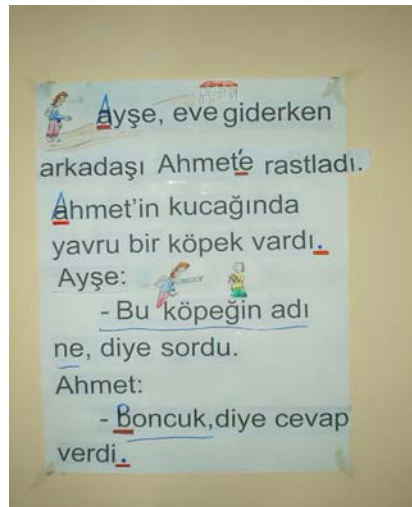 Ayşe, eve giderken
arkadaşı Ahmet'e rastladı.
Ahmet'in kucağında
yavru bir köpek vardı.
Ayşe:
- Bu köpeğin adı
ne, diye sordu.
Ahmet:
- Boncuk,diye cevap
verdi.